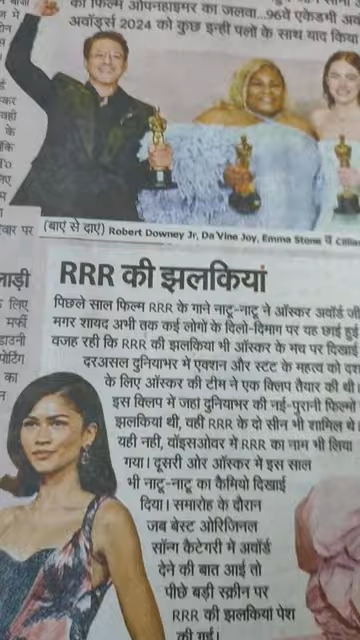 की फिल्म ओपनहाइमर का जलवा...96वें एकेडमी
अवॉर्ड्स 2024 को कुछ इन्हीं पलों के साथ याद किया
(बाएं से दाएं) Robert Downey Jr, Da Vine Joy, Emma Stone व
RRR की झलकियां
पिछले साल फिल्म RRR के गाने नाटू-नाटू ने ऑस्कर अवॉर्ड
मगर शायद अभी तक कई लोगों के दिलो-दिमाग पर यह छाई हुई
वजह रही कि RRR की झलकियां भी ऑस्कर के मंच पर दिखाई
दरअसल दुनियाभर में एक्शन और स्टंट के महत्व को
के लिए ऑस्कर की टीम ने एक क्लिप तैयार की थी।
इस क्लिप में जहां दुनियाभर की नई-पुरानी फिल्मों
झलकियां थी, वहीं RRR के दो सीन भी शामिल थे।
यही नहीं, वॉइसओवर में RRR का नाम भी लिया
गया। दूसरी ओर ऑस्कर में इस साल
भी नाटू-नाटू का कैमियो दिखाई
दिया। समारोह के दौरान
जब बेस्ट ओरिजिनल
सॉन्ग कैटेगरी में अवॉर्ड
देने की बात आई तो
पीछे बड़ी स्क्रीन पर
RRR की झलकियां पेश
की गईं।